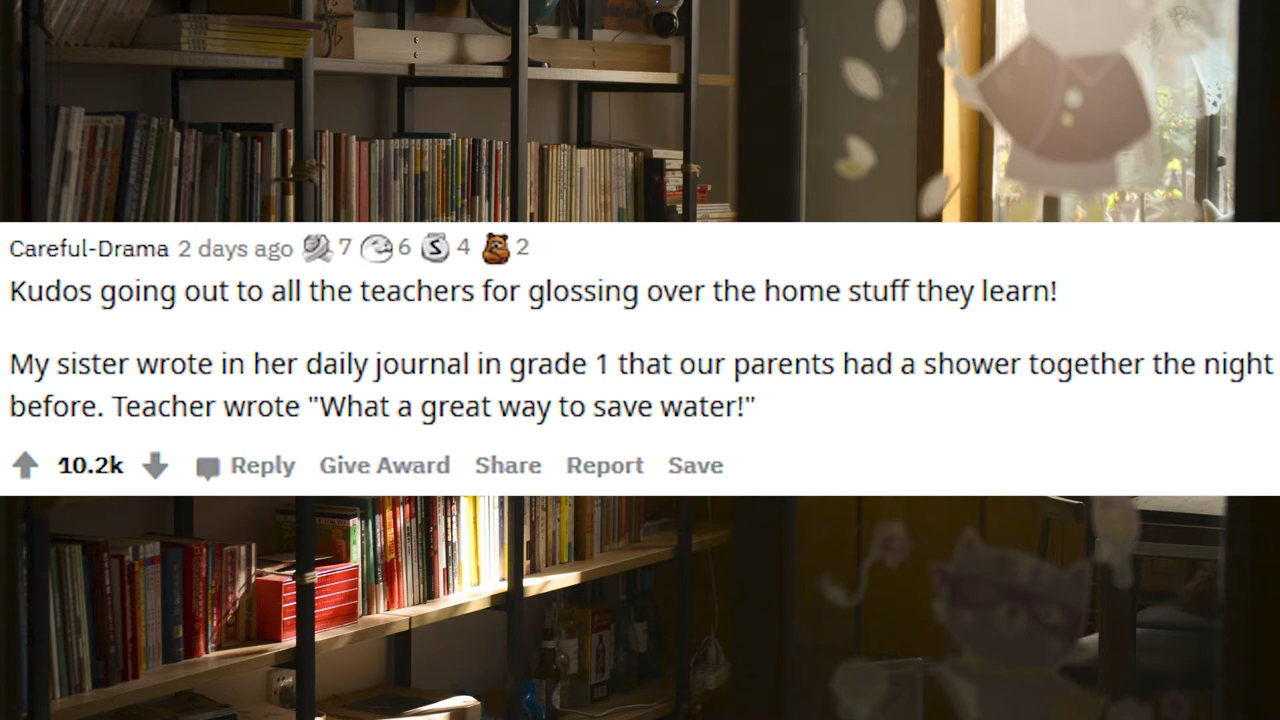 Careful-Drama 2 days ago 7 6 S 4 2
Kudos going out to all the teachers for glossing over the home stuff they learn!
My sister wrote in her daily journal in grade 1 that our parents had a shower together the night
before. Teacher wrote "What a great way to save water!"
10.2k Reply Give Award Share Report Save